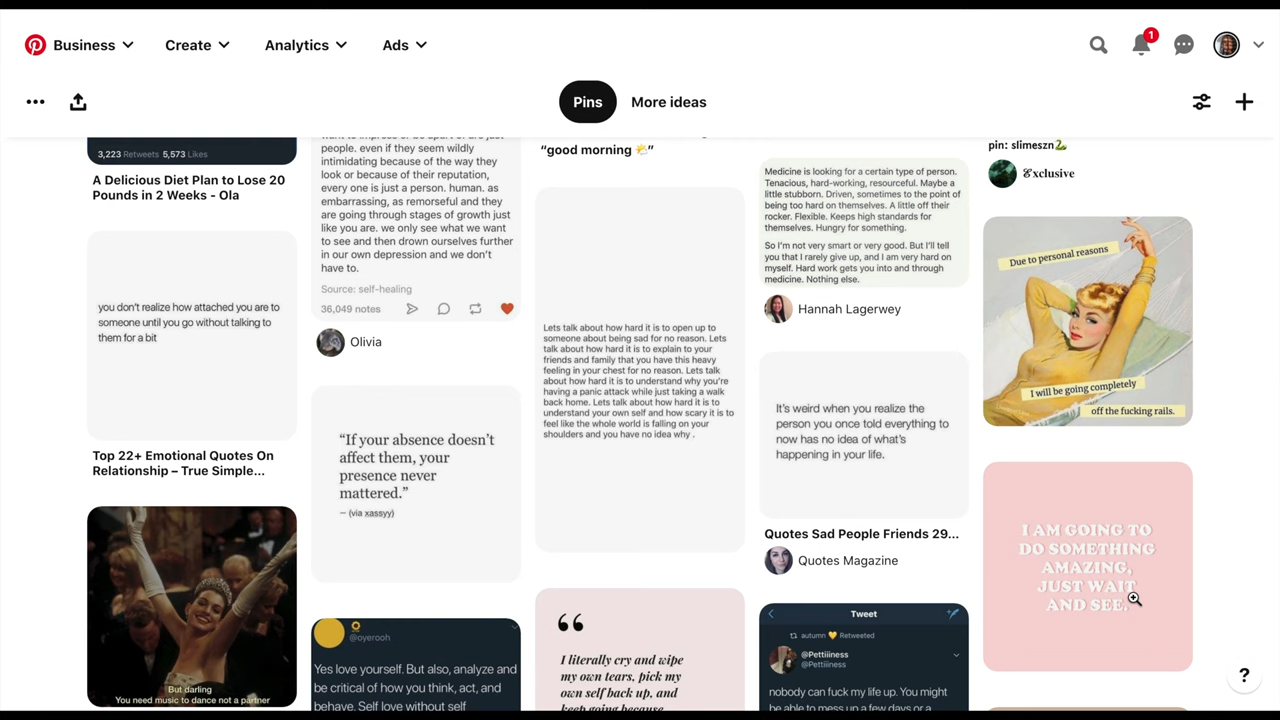 Business
Create
Analytics
Ads
1
Pins
More ideas
3,223 Retweets 5,573 Likes
A Delicious Diet Plan to Lose 20
Pounds in 2 Weeks - Ola
you don't realize how attached you are to
someone until you go without talking to
them for a bit
Top 22+ Emotional Quotes On
Relationship – True Simple...
But darling
You need music to dance not a partner
people. even if they seem wildly
intimidating because of the way they
look or because of their reputation,
every one is just a person. human. as
embarrassing, as remorseful and they
are going through stages of growth just
like you are. we only see what we want
to see and then drown ourselves further
in our own depression and we don't
have to.
Source: self-healing
36,049 notes
Olivia
“If your absence doesn’t
affect them, your
presence never
mattered.”
— (via xassyy)
@oyerooh
Yes love yourself. But also, analyze and
be critical of how you think, act, and
behave. Self love without self
“good morning 🌤️”
Lets talk about how hard it is to open up to
someone about being sad for no reason. Lets
talk about how hard it is to explain to your
friends and family that you have this heavy
feeling in your chest for no reason. Lets talk
about how hard it is to understand why you're
having a panic attack while just taking a walk
back home. Lets talk about how hard it is to
understand your own self and how scary it is to
feel like the whole world is falling on your
shoulders and you have no idea why .
I literally cry and wipe
my own tears, pick my
own self back up, and
keep going because
Medicine is looking for a certain type of person.
Tenacious, hard-working, resourceful. Maybe a
little stubborn. Driven, sometimes to the point of
being too hard on themselves. A little off their
rocker. Flexible. Keeps high standards for
themselves. Hungry for something.
So I'm not very smart or very good. But I'll tell
you that I rarely give up, and I am very hard on
myself. Hard work gets you into and through
medicine. Nothing else.
Hannah Lagerwey
It's weird when you realize the
person you once told everything to
now has no idea of what's
happening in your life.
Quotes Sad People Friends 29...
Quotes Magazine
Tweet
autumn 💛 Retweeted
@Pettiiiness
@Pettiiiness
nobody can fuck my life up. You might
be able to mess up a few days or a
pin: slimeszn🐍
ℰxclusive
Due to personal reasons
I will be going completely
off the fucking rails.
I AM GOING TO
DO SOMETHING
AMAZING,
JUST WAIT
AND SEE.
?